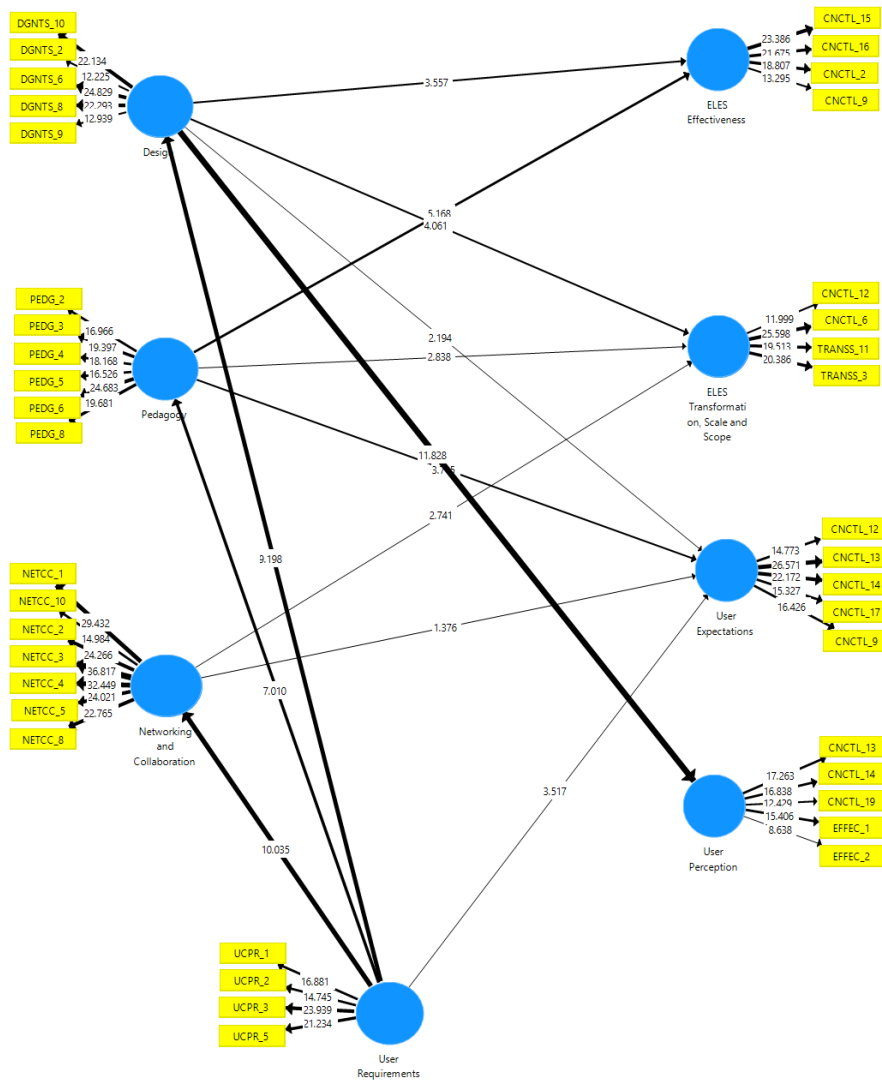 DGNTS_10
DGNTS_2
DGNTS_6
DGNTS_8
DGNTS_9
22.134
12.225
24.829
22.293
12.939
Design
3.557
CNCTL_15
CNCTL_16
CNCTL_2
CNCTL_9
23.386
21.675
18.807
13.295
ELES
Effectiveness
5.168
4.061
PEDG_2
PEDG_3
PEDG_4
PEDG_5
PEDG_6
PEDG_8
16.966
19.397
18.168
16.526
24.683
19.681
Pedagogy
2.194
2.838
CNCTL_12
CNCTL_6
TRANSS_11
TRANSS_3
11.999
25.598
19.513
20.386
ELES
Transformati
on, Scale and
Scope
11.828
2.741
9.198
NETCC_1
NETCC_10
NETCC_2
NETCC_3
NETCC_4
NETCC_5
NETCC_8
29.432
14.984
24.266
36.817
32.449
24.021
22.765
Networking
and
Collaboration
1.376
7.010
CNCTL_12
CNCTL_13
CNCTL_14
CNCTL_17
CNCTL_9
14.773
26.571
22.172
15.327
16.426
User
Expectations
3.517
10.035
CNCTL_13
CNCTL_14
CNCTL_19
EFFEC_1
EFFEC_2
17.263
16.838
12.429
15.406
8.638
User
Perception
UCPR_1
UCPR_2
UCPR_3
UCPR_5
16.881
14.745
23.939
21.234
User
Requirements